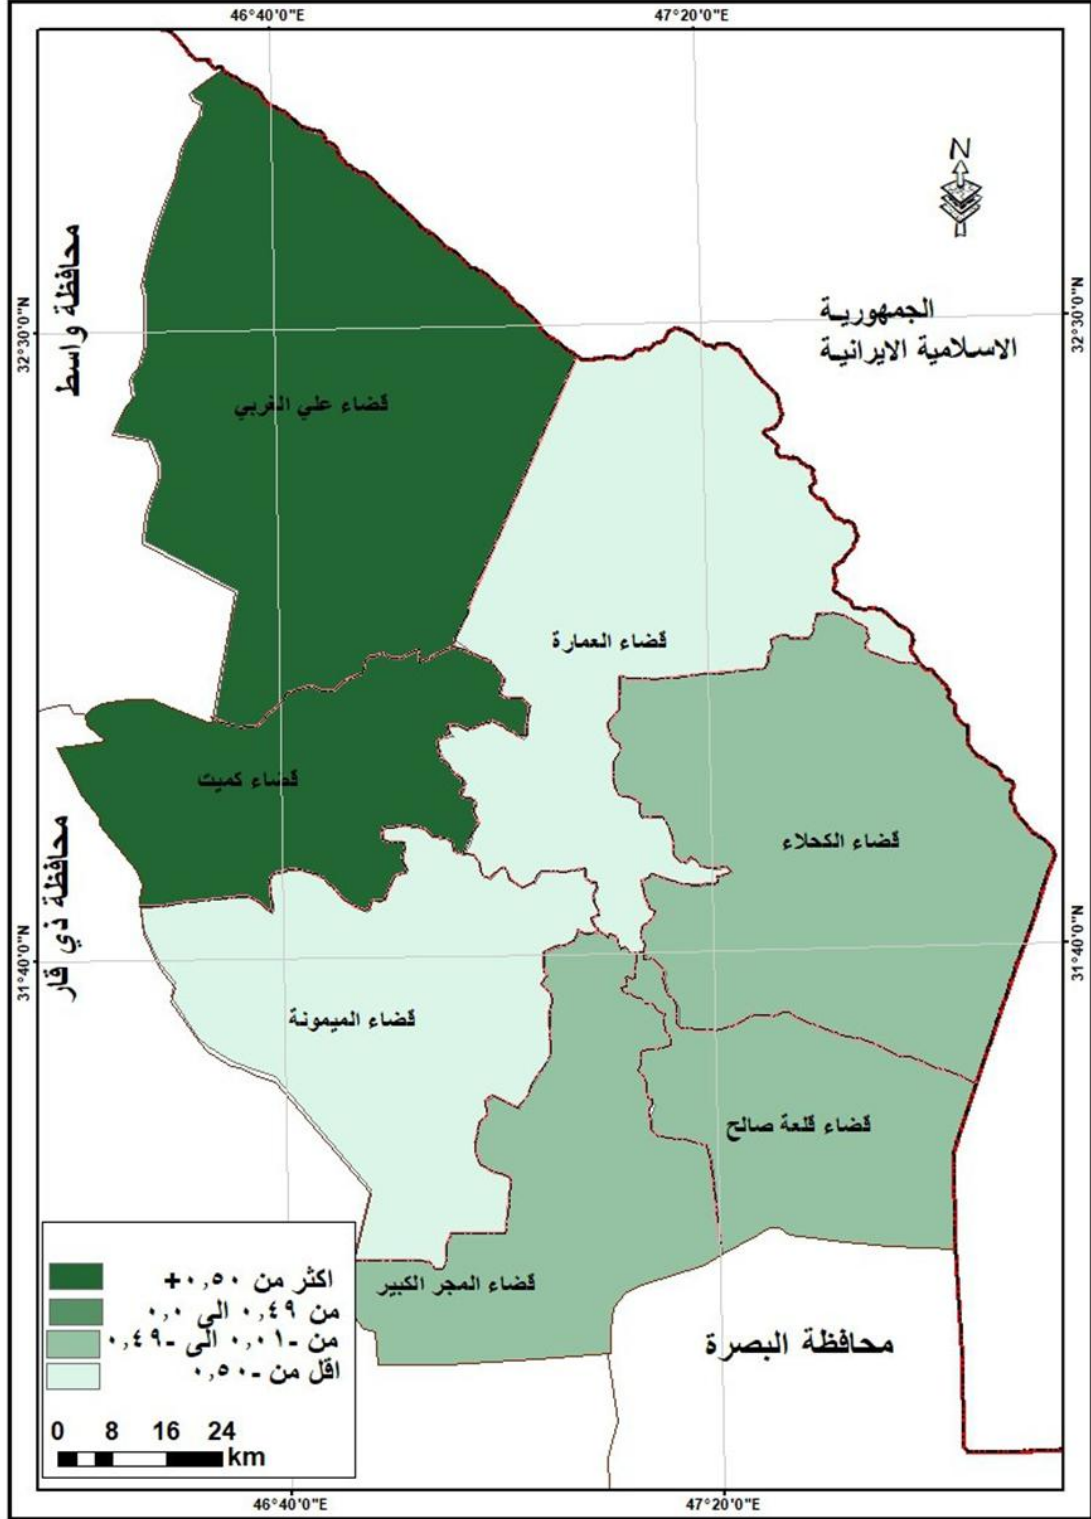 46°40'0"E
47°20'0"E
N
محافظة واسط
الجمهورية
الاسلامية الايرانية
32°30'0"N
32°30'0"N
قضاء علي الغربي
قضاء العمارة
قضاء كميت
قضاء الكحلاء
محافظة ذي قار
31°40'0"N
31°40'0"N
قضاء الميمونة
قضاء قلعة صالح
قضاء المجر الكبير
محافظة البصرة
اكثر من ٠,٥٠+
من ٠,٤٩ الى ٠,٠
من -٠,٠١ الى -٠,٤٩
اقل من -٠,٥٠
0 8 16 24
km
46°40'0"E
47°20'0"E